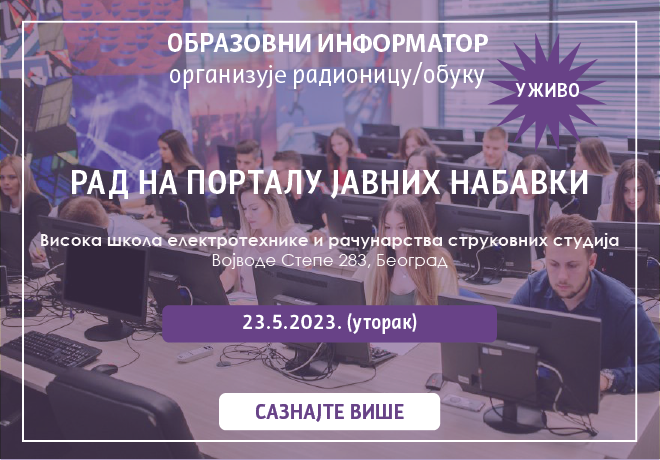 ОБРАЗОВНИ ИНФОРМАТОР
организује радионицу/обуку
УЖИВО
РАД НА ПОРТАЛУ ЈАВНИХ НАБАВКИ
Висока школа електротехнике и рачунарства струковних студија
Војводе Степе 283, Београд
23.5.2023. (уторак)
САЗНАЈТЕ ВИШЕ